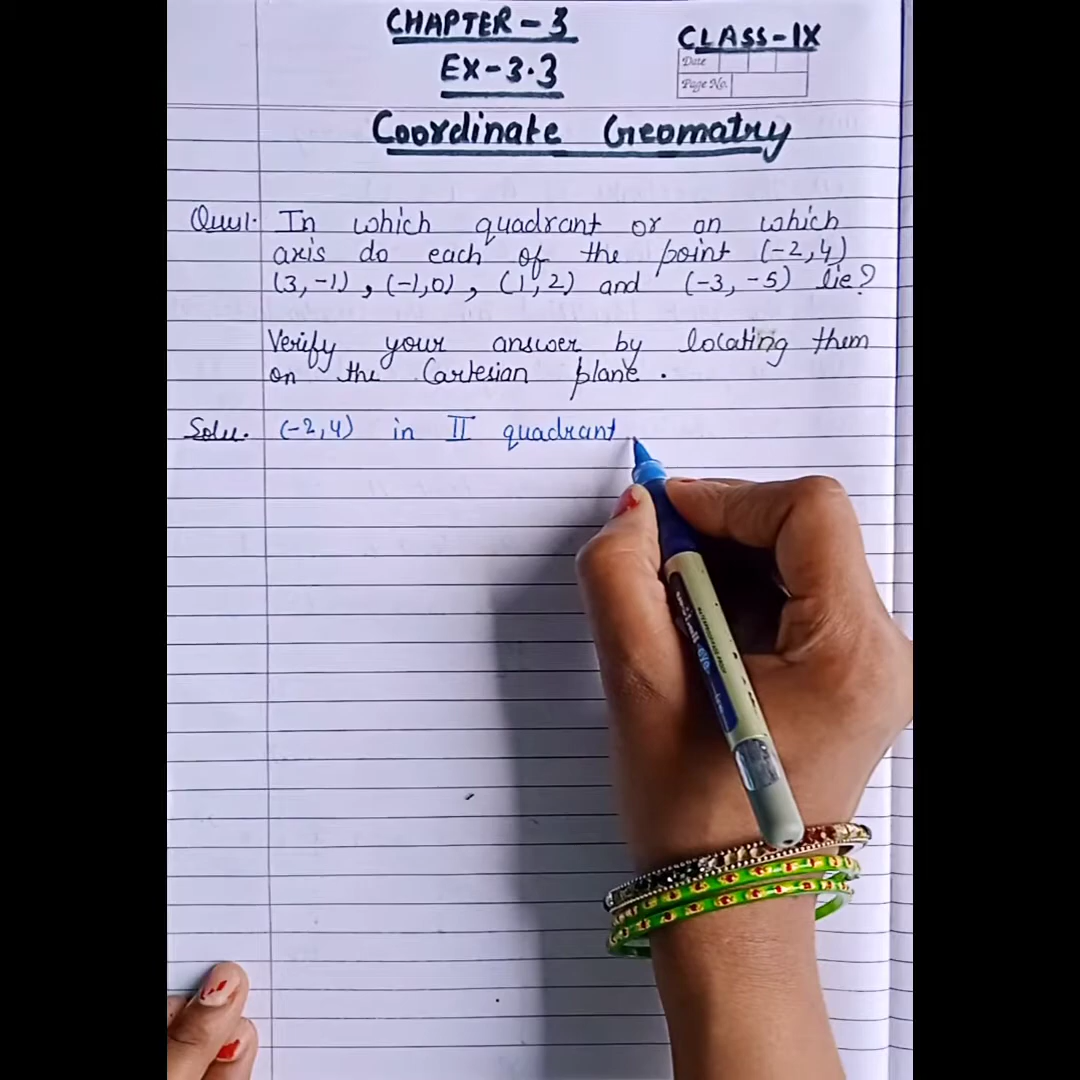 CHAPTER - 3
CLASS - IX
EX - 3.3
Date
Page No.
Coordinate Geomatry
Ques1. In which quadrant or on which
axis do each of the point (-2,4)
(3,-1), (-1,0), (1,2) and (-3, -5) lie?
Verify your answer by locating them
on the Cartesian plane.
Solu. (-2,4) in II quadrant